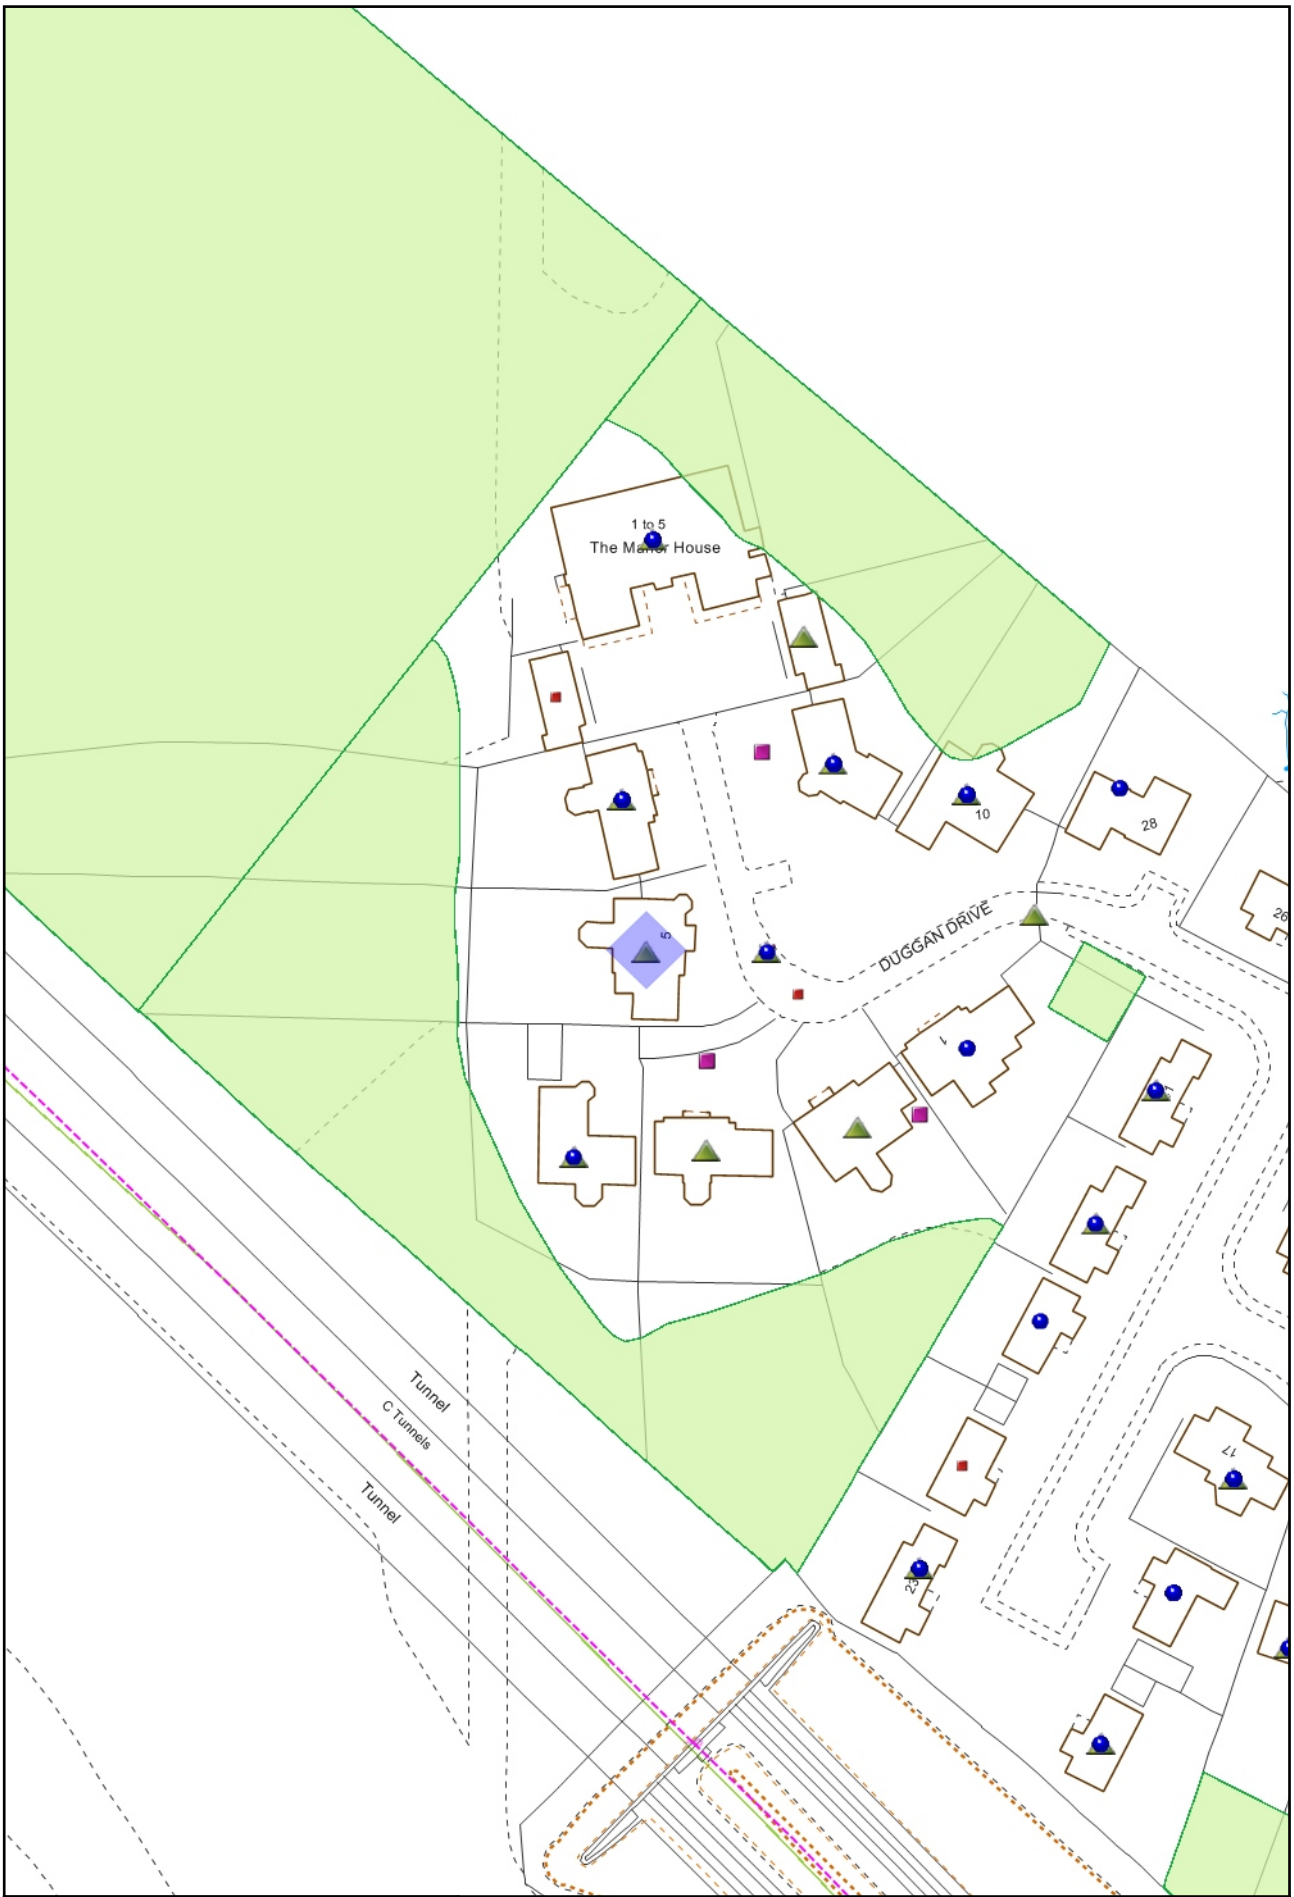 1 to 5
The Manor House
10
28
26
5
DUGGAN DRIVE
Tunnel
C Tunnels
Tunnel
17
23